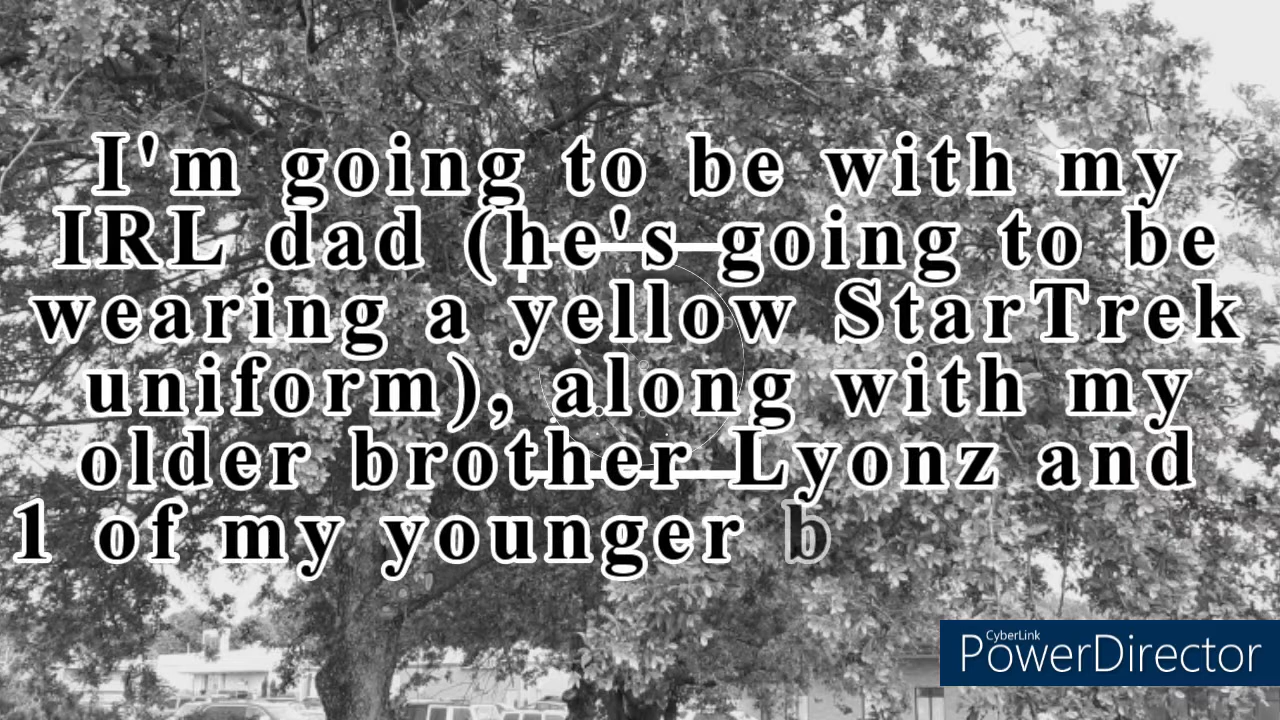 I'm going to be with my
IRL dad (he's going to be
wearing a yellow StarTrek
uniform), along with my
older brother Lyonz and
1 of my younger b
CyberLink
PowerDirector